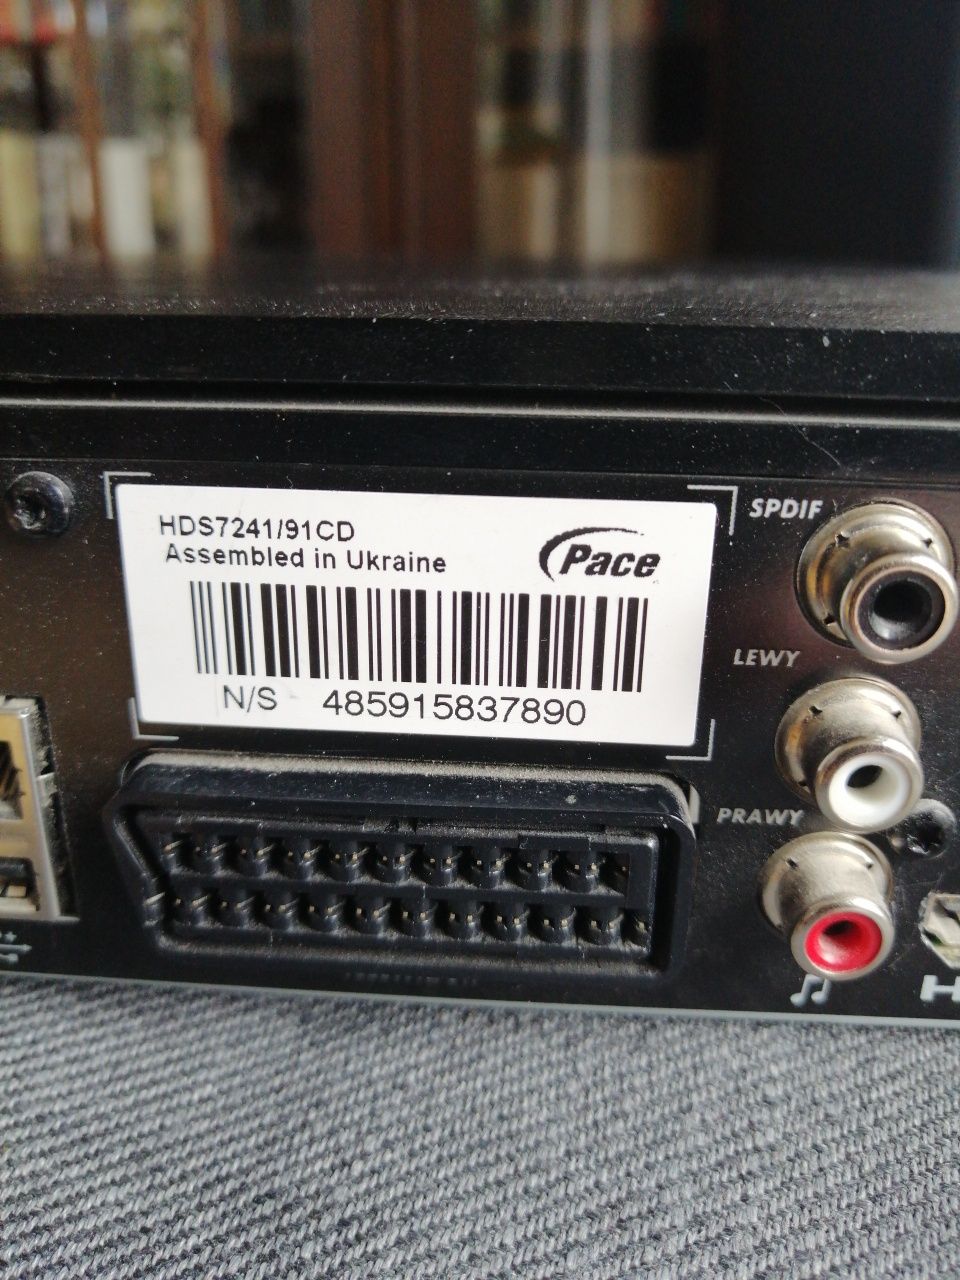 HDS7241/91CD
Assembled in Ukraine
Pace
N/S 485915837890
SPDIF
LEWY
PRAWY